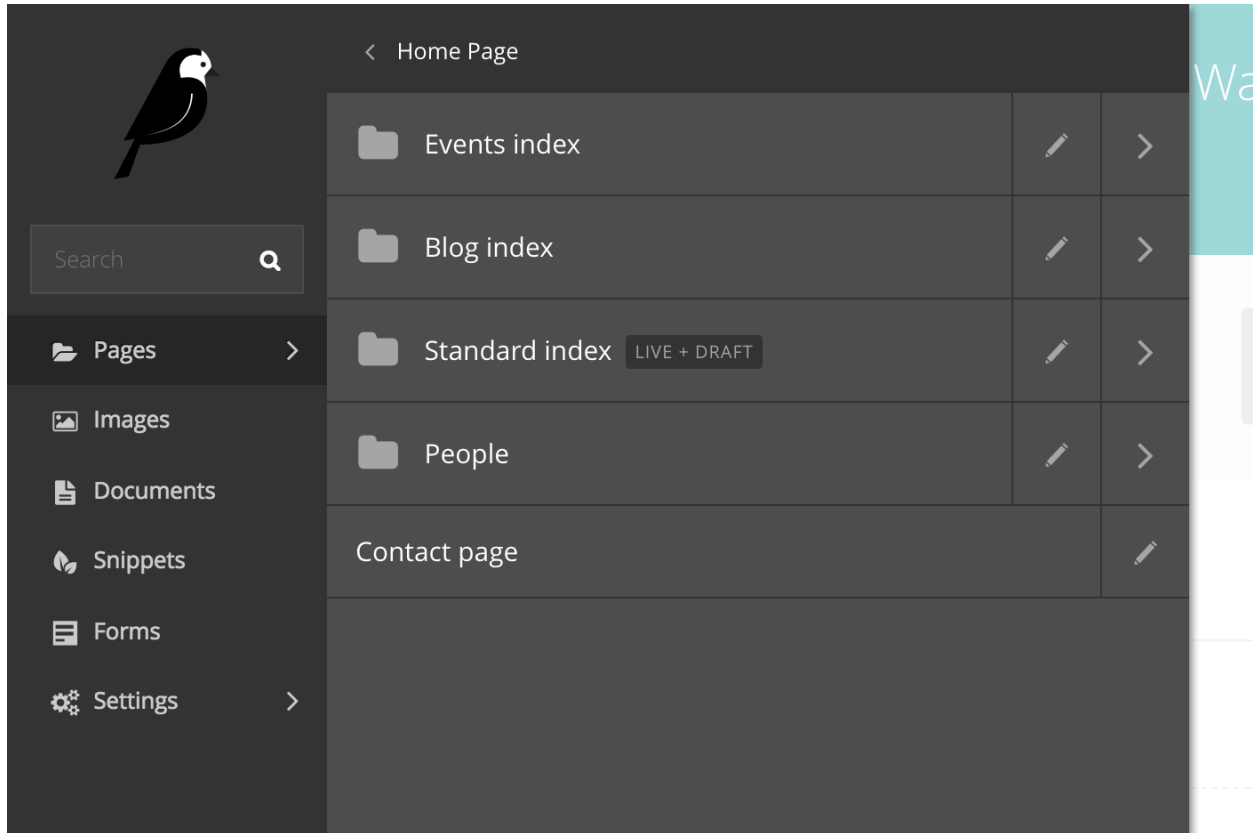 Home Page
Search
Pages
Images
Documents
Snippets
Forms
Settings
Events index
Blog index
Standard index LIVE + DRAFT
People
Contact page
Wa